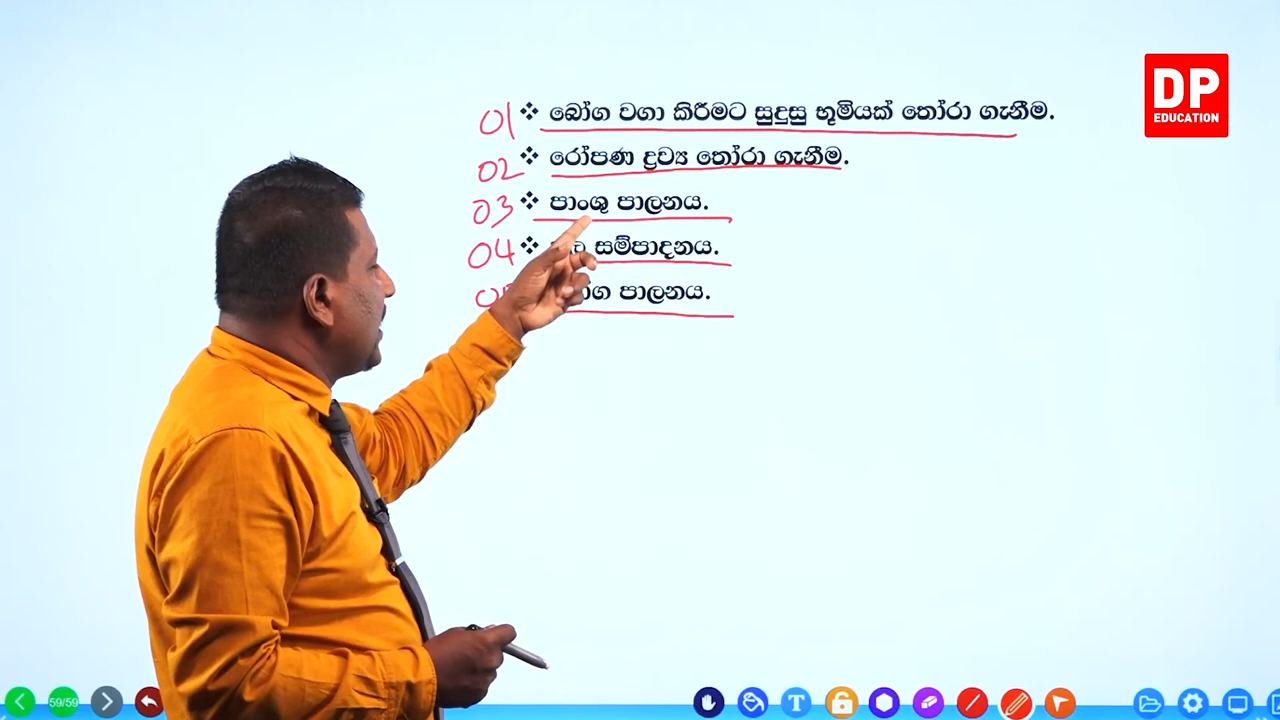 DP
EDUCATION
01 ❖ බෝග වගා කිරීමට සුදුසු භූමියක් තෝරා ගැනීම.
02 ❖ රෝපණ ද්‍රව්‍ය තෝරා ගැනීම.
03 ❖ පාංශු පාලනය.
04 ❖ සම්පාදනය.
පාලනය.
59/59
T